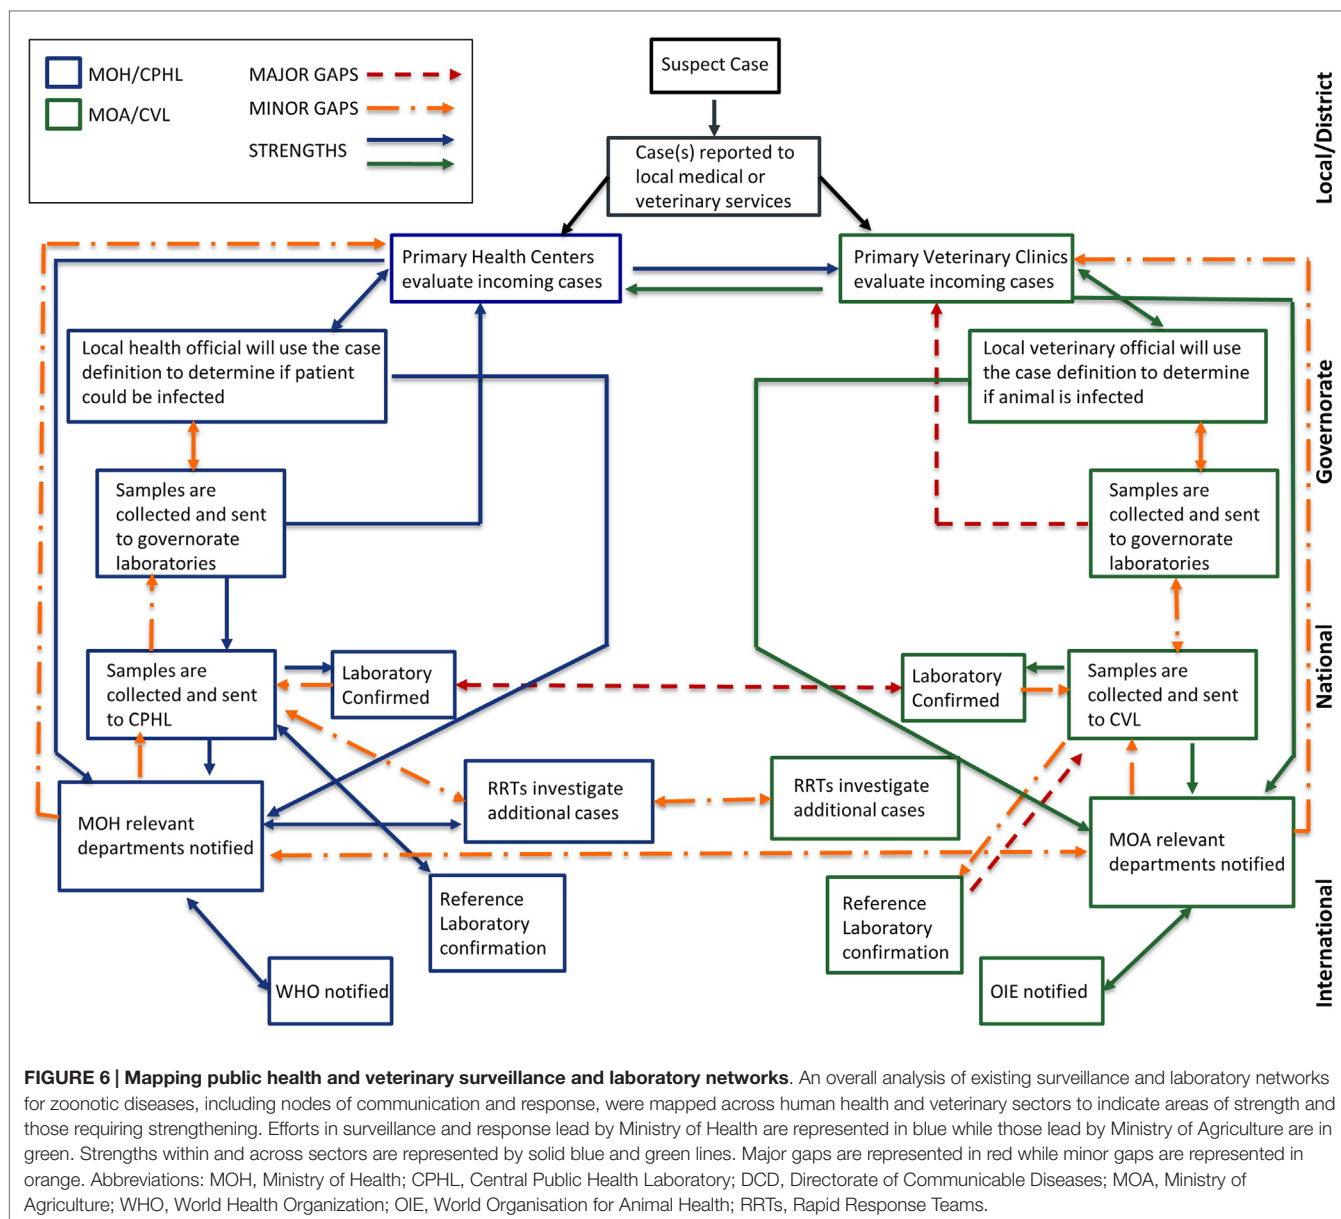 MOH/CPHL
MOA/CVL
MAJOR GAPS
MINOR GAPS
STRENGTHS
Suspect Case
Case(s) reported to
local medical or
veterinary services
Local/District
Primary Health Centers
evaluate incoming cases
Primary Veterinary Clinics
evaluate incoming cases
Local health official will use the case
definition to determine if patient
could be infected
Local veterinary official will use
the case definition to determine
if animal is infected
Governorate
Samples are
collected and sent
to governorate
laboratories
Samples are
collected and sent
to governorate
laboratories
Samples are
collected and sent
to CPHL
Laboratory
Confirmed
Laboratory
Confirmed
Samples are
collected and sent
to CVL
National
MOH relevant
departments notified
RRTs investigate
additional cases
RRTs investigate
additional cases
MOA relevant
departments notified
Reference
Laboratory
confirmation
Reference
Laboratory
confirmation
WHO notified
OIE notified
International
FIGURE 6 | Mapping public health and veterinary surveillance and laboratory networks. An overall analysis of existing surveillance and laboratory networks
for zoonotic diseases, including nodes of communication and response, were mapped across human health and veterinary sectors to indicate areas of strength and
those requiring strengthening. Efforts in surveillance and response lead by Ministry of Health are represented in blue while those lead by Ministry of Agriculture are in
green. Strengths within and across sectors are represented by solid blue and green lines. Major gaps are represented in red while minor gaps are represented in
orange. Abbreviations: MOH, Ministry of Health; CPHL, Central Public Health Laboratory; DCD, Directorate of Communicable Diseases; MOA, Ministry of
Agriculture; WHO, World Health Organization; OIE, World Organisation for Animal Health; RRTs, Rapid Response Teams.